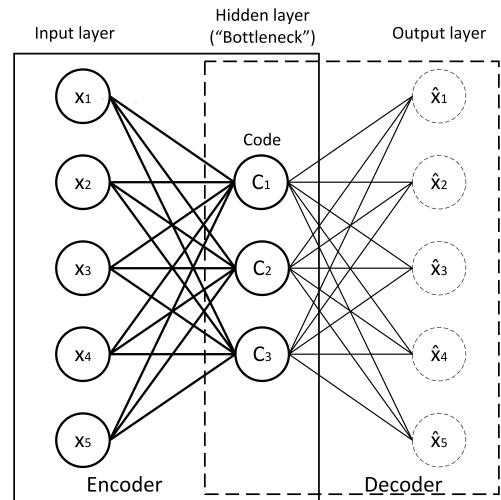 Hidden layer
Input layer
(“Bottleneck”)
Output layer
Code
x1
x2
x3
x4
x5
C1
C2
C3
x̂1
x̂2
x̂3
x̂4
x̂5
Encoder
Decoder